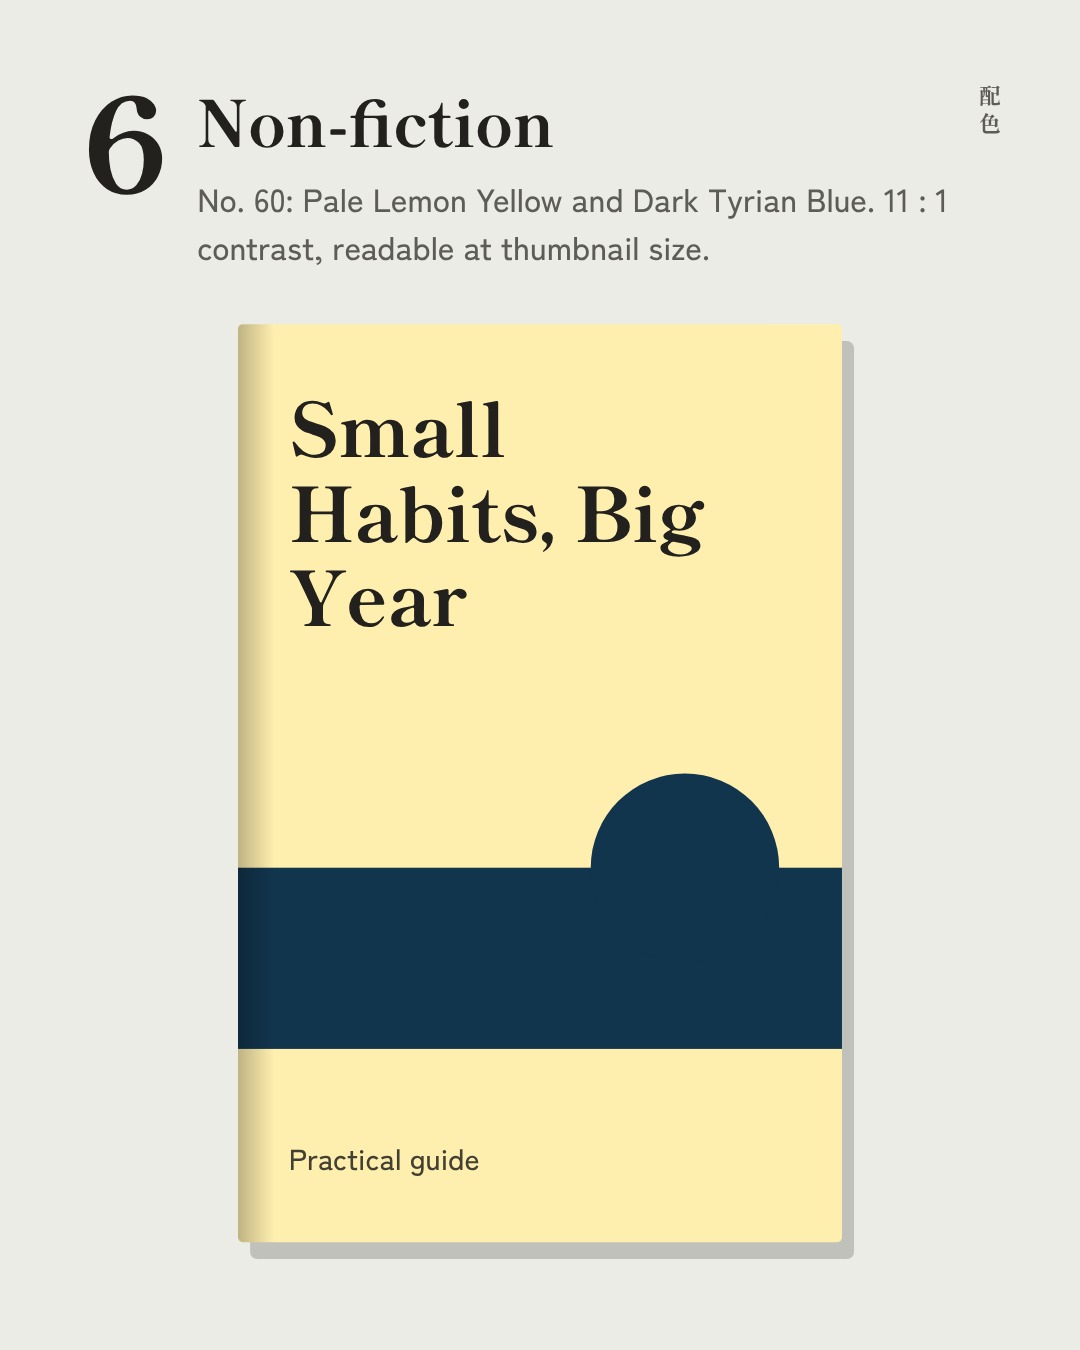 6
Non-fiction
配色
No. 60: Pale Lemon Yellow and Dark Tyrian Blue. 11 : 1
contrast, readable at thumbnail size.
Small
Habits, Big
Year
Practical guide